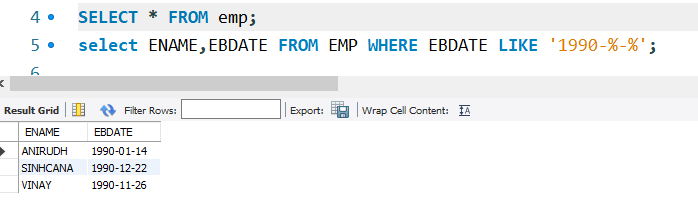 4 SELECT * FROM emp;
5 select ENAME,EBDATE FROM EMP WHERE EBDATE LIKE '1990-%-%';
6
Result Grid Filter Rows: Export: Wrap Cell Content:
ENAME EBDATE
ANIRUDH 1990-01-14
SINHCANA 1990-12-22
VINAY 1990-11-26